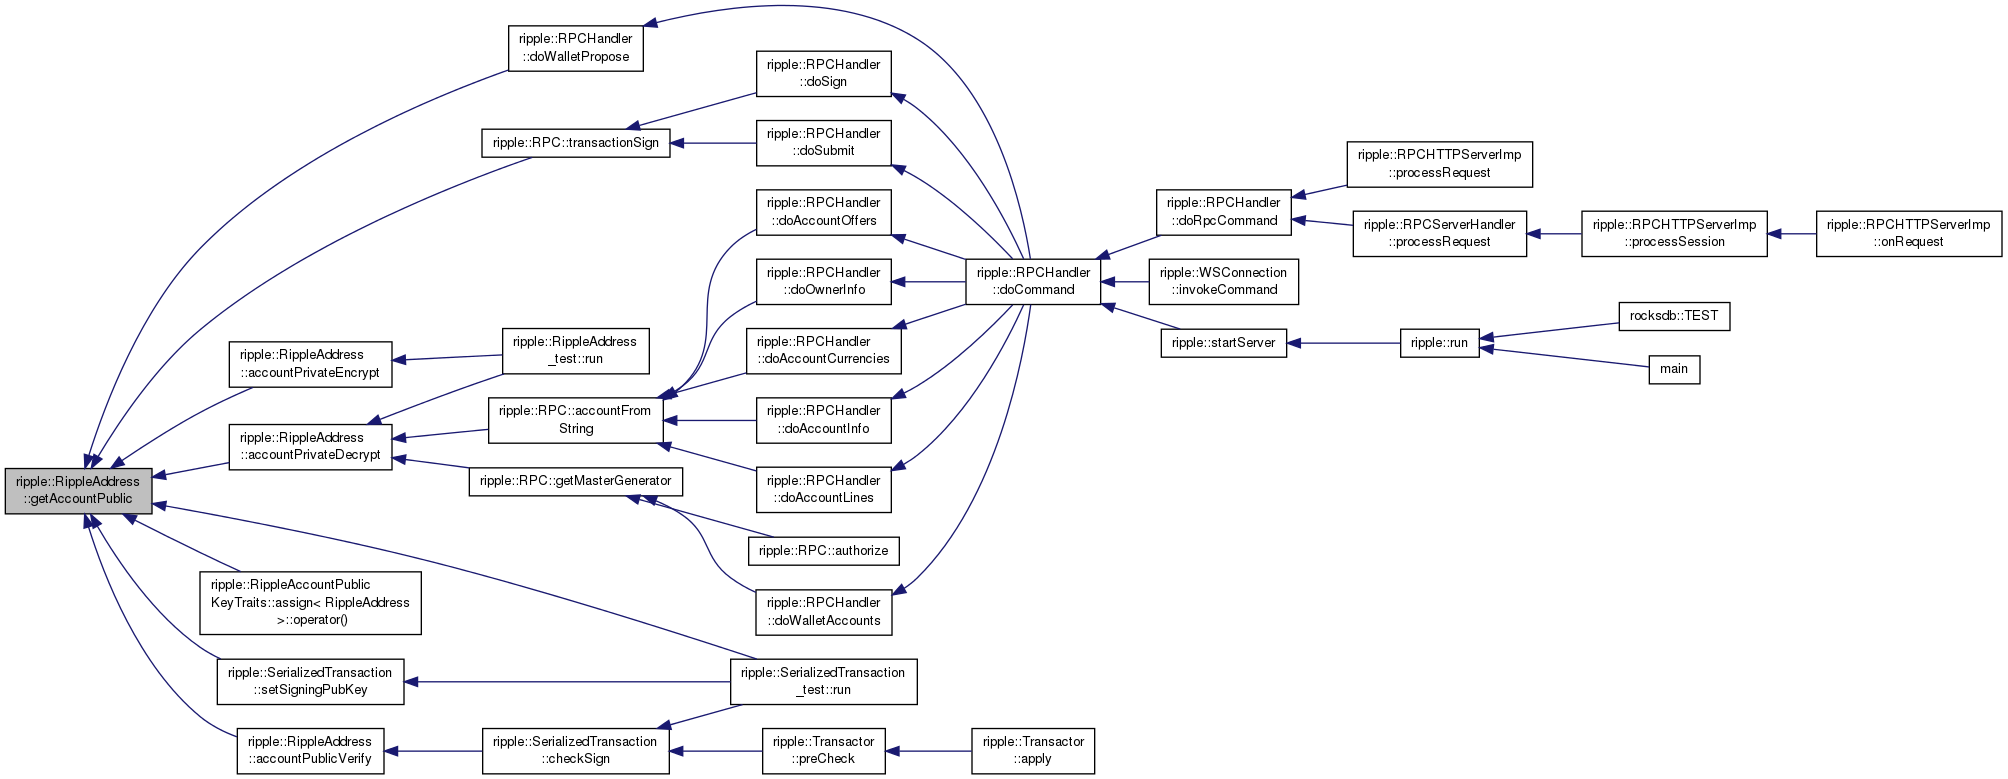 ripple::RPCHandler
::doWalletPropose
ripple::RPCHandler
::doSign
ripple::RPC::transactionSign
ripple::RPCHandler
::doSubmit
ripple::RPCHTTPServerImp
::processRequest
ripple::RPCHandler
::doAccountOffers
ripple::RPCHandler
::doRpcCommand
ripple::RPCServerHandler
::processRequest
ripple::RPCHTTPServerImp
::processSession
ripple::RPCHTTPServerImp
::onRequest
ripple::RPCHandler
::doOwnerInfo
ripple::RPCHandler
::doCommand
ripple::WSConnection
::invokeCommand
rocksdb::TEST
ripple::RippleAddress
::accountPrivateEncrypt
ripple::RippleAddress
_test::run
ripple::RPCHandler
::doAccountCurrencies
ripple::startServer
ripple::run
main
ripple::RPC::accountFrom
String
ripple::RPCHandler
::doAccountInfo
ripple::RippleAddress
::accountPrivateDecrypt
ripple::RippleAddress
::getAccountPublic
ripple::RPC::getMasterGenerator
ripple::RPCHandler
::doAccountLines
ripple::RPC::authorize
ripple::RippleAccountPublic
KeyTraits::assign< RippleAddress
>::operator()
ripple::RPCHandler
::doWalletAccounts
ripple::SerializedTransaction
::setSigningPubKey
ripple::SerializedTransaction
_test::run
ripple::RippleAddress
::accountPublicVerify
ripple::SerializedTransaction
::checkSign
ripple::Transactor
::preCheck
ripple::Transactor
::apply